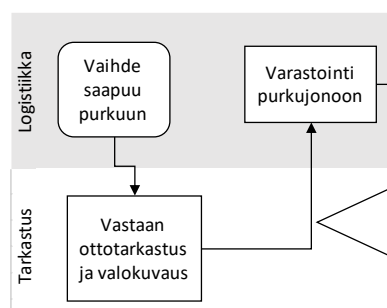 Logistiikka
Vaihde
saapuu
purkuun
Varastointi
purkujonoon
Tarkastus
Vastaan
ottotarkastus
ja valokuvaus